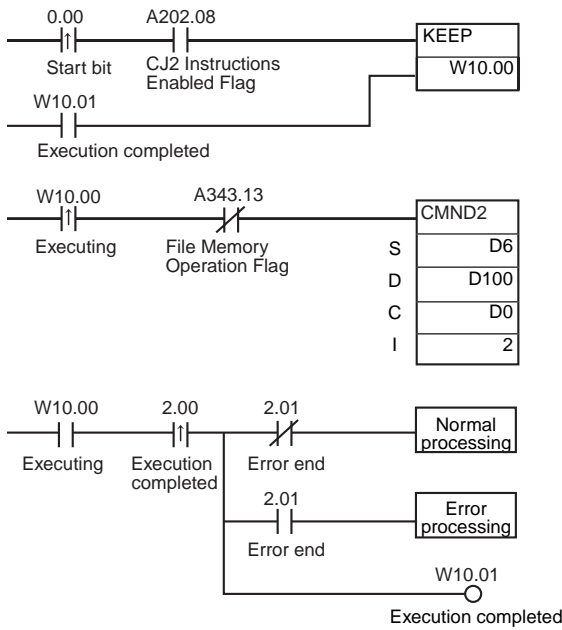 0.00 A202.08
KEEP
W10.00
Start bit CJ2 Instructions
Enabled Flag
W10.01
Execution completed
W10.00 A343.13
CMND2
Executing File Memory
Operation Flag
S D6
D D100
C D0
I 2
W10.00 2.00 2.01
Normal
processing
Executing Execution
completed
Error end
2.01
Error
processing
Error end
W10.01
Execution completed